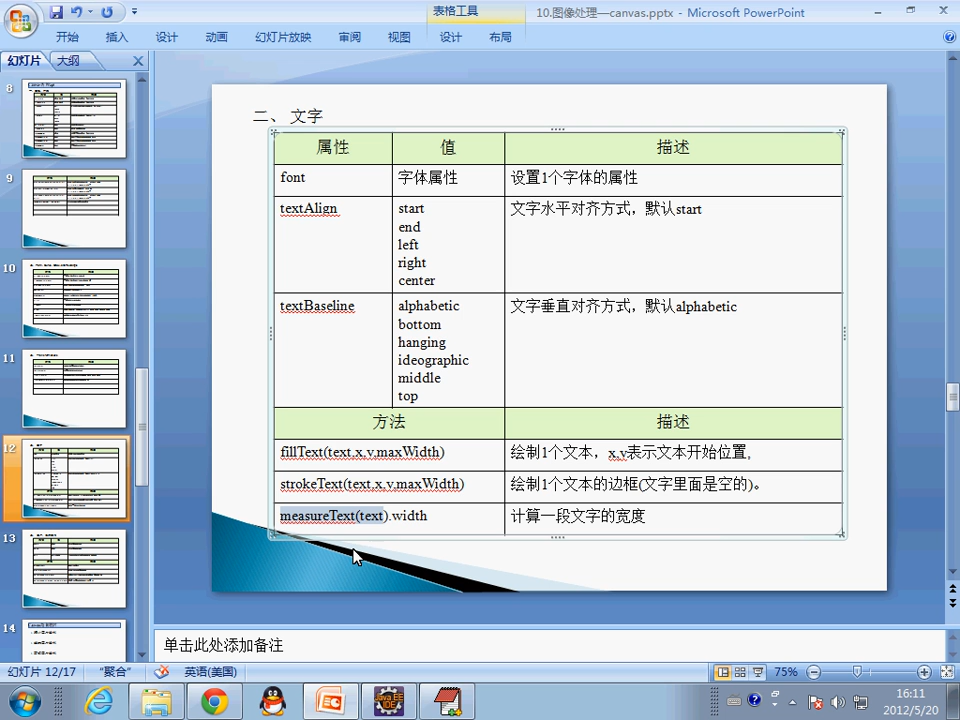 表格工具
10.图像处理—canvas.pptx - Microsoft PowerPoint
开始 插入 设计 动画 幻灯片放映 审阅 视图 设计 布局
幻灯片 大纲
8
9
10
11
12
13
14
二、 文字
属性 值 描述
font 字体属性 设置1个字体的属性
textAlign start 文字水平对齐方式，默认start
end
left
right
center
textBaseline alphabetic 文字垂直对齐方式，默认alphabetic
bottom
hanging
ideographic
middle
top
方法 描述
fillText(text,x,v,maxWidth) 绘制1个文本，x,v表示文本开始位置,
strokeText(text,x,v,maxWidth) 绘制1个文本的边框(文字里面是空的)。
measureText(text).width 计算一段文字的宽度
单击此处添加备注
幻灯片 12/17 “聚合” 英语(美国) 75%
16:11
2012/5/20